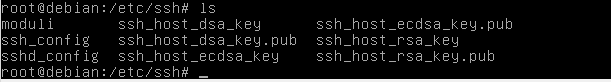 root@debian:/etc/ssh# ls
moduli ssh_host_dsa_key ssh_host_ecdsa_key.pub
ssh_config ssh_host_dsa_key.pub ssh_host_rsa_key
sshd_config ssh_host_ecdsa_key ssh_host_rsa_key.pub
root@debian:/etc/ssh# _